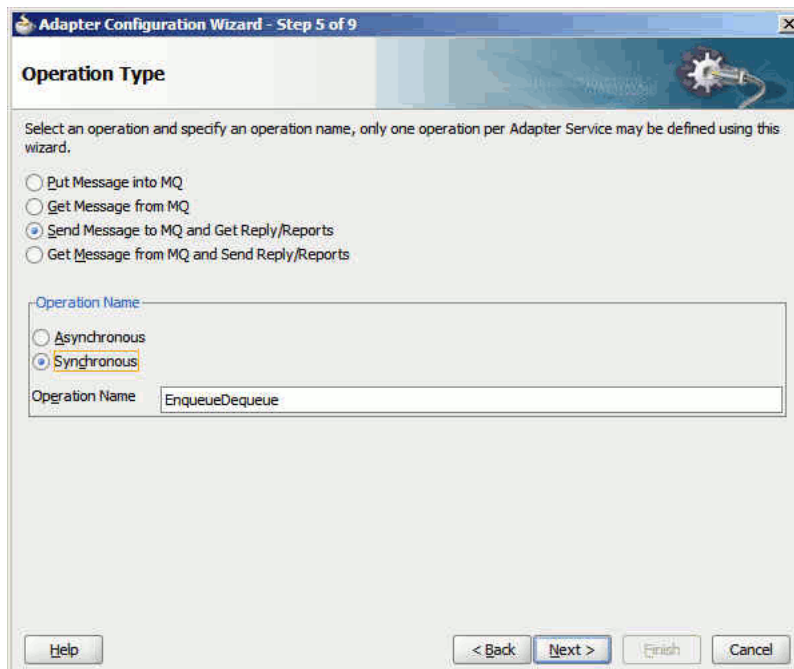 Adapter Configuration Wizard - Step 5 of 9
Operation Type
Select an operation and specify an operation name, only one operation per Adapter Service may be defined using this
wizard.
Put Message into MQ
Get Message from MQ
Send Message to MQ and Get Reply/Reports
Get Message from MQ and Send Reply/Reports
Operation Name
Asynchronous
Synchronous
Operation Name EnqueueDequeue
Help < Back Next > Finish Cancel